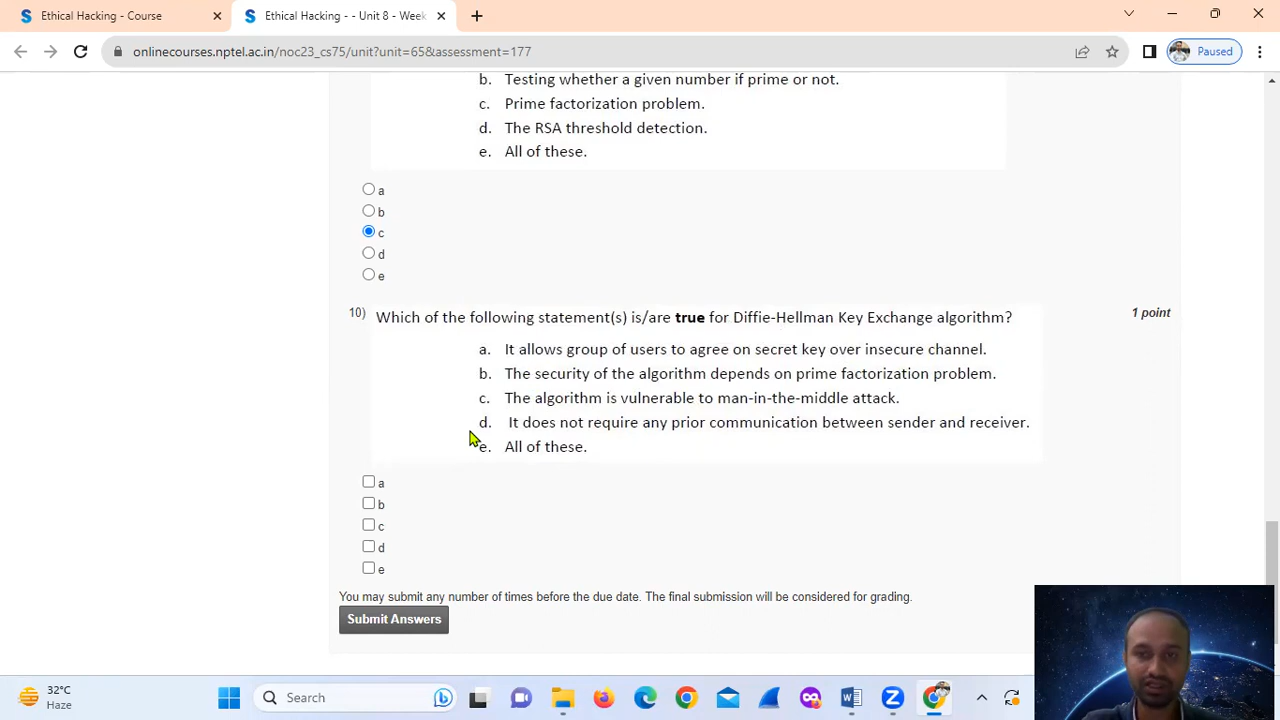 Ethical Hacking - Course
Ethical Hacking - - Unit 8 - Week
onlinecourses.nptel.ac.in/noc23_cs75/unit?unit=65&assessment=177
Paused
b. Testing whether a given number if prime or not.
c. Prime factorization problem.
d. The RSA threshold detection.
e. All of these.
a
b
c
d
e
10) Which of the following statement(s) is/are true for Diffie-Hellman Key Exchange algorithm? 1 point
a. It allows group of users to agree on secret key over insecure channel.
b. The security of the algorithm depends on prime factorization problem.
c. The algorithm is vulnerable to man-in-the-middle attack.
d. It does not require any prior communication between sender and receiver.
e. All of these.
a
b
c
d
e
You may submit any number of times before the due date. The final submission will be considered for grading.
Submit Answers
32°C
Haze
Search